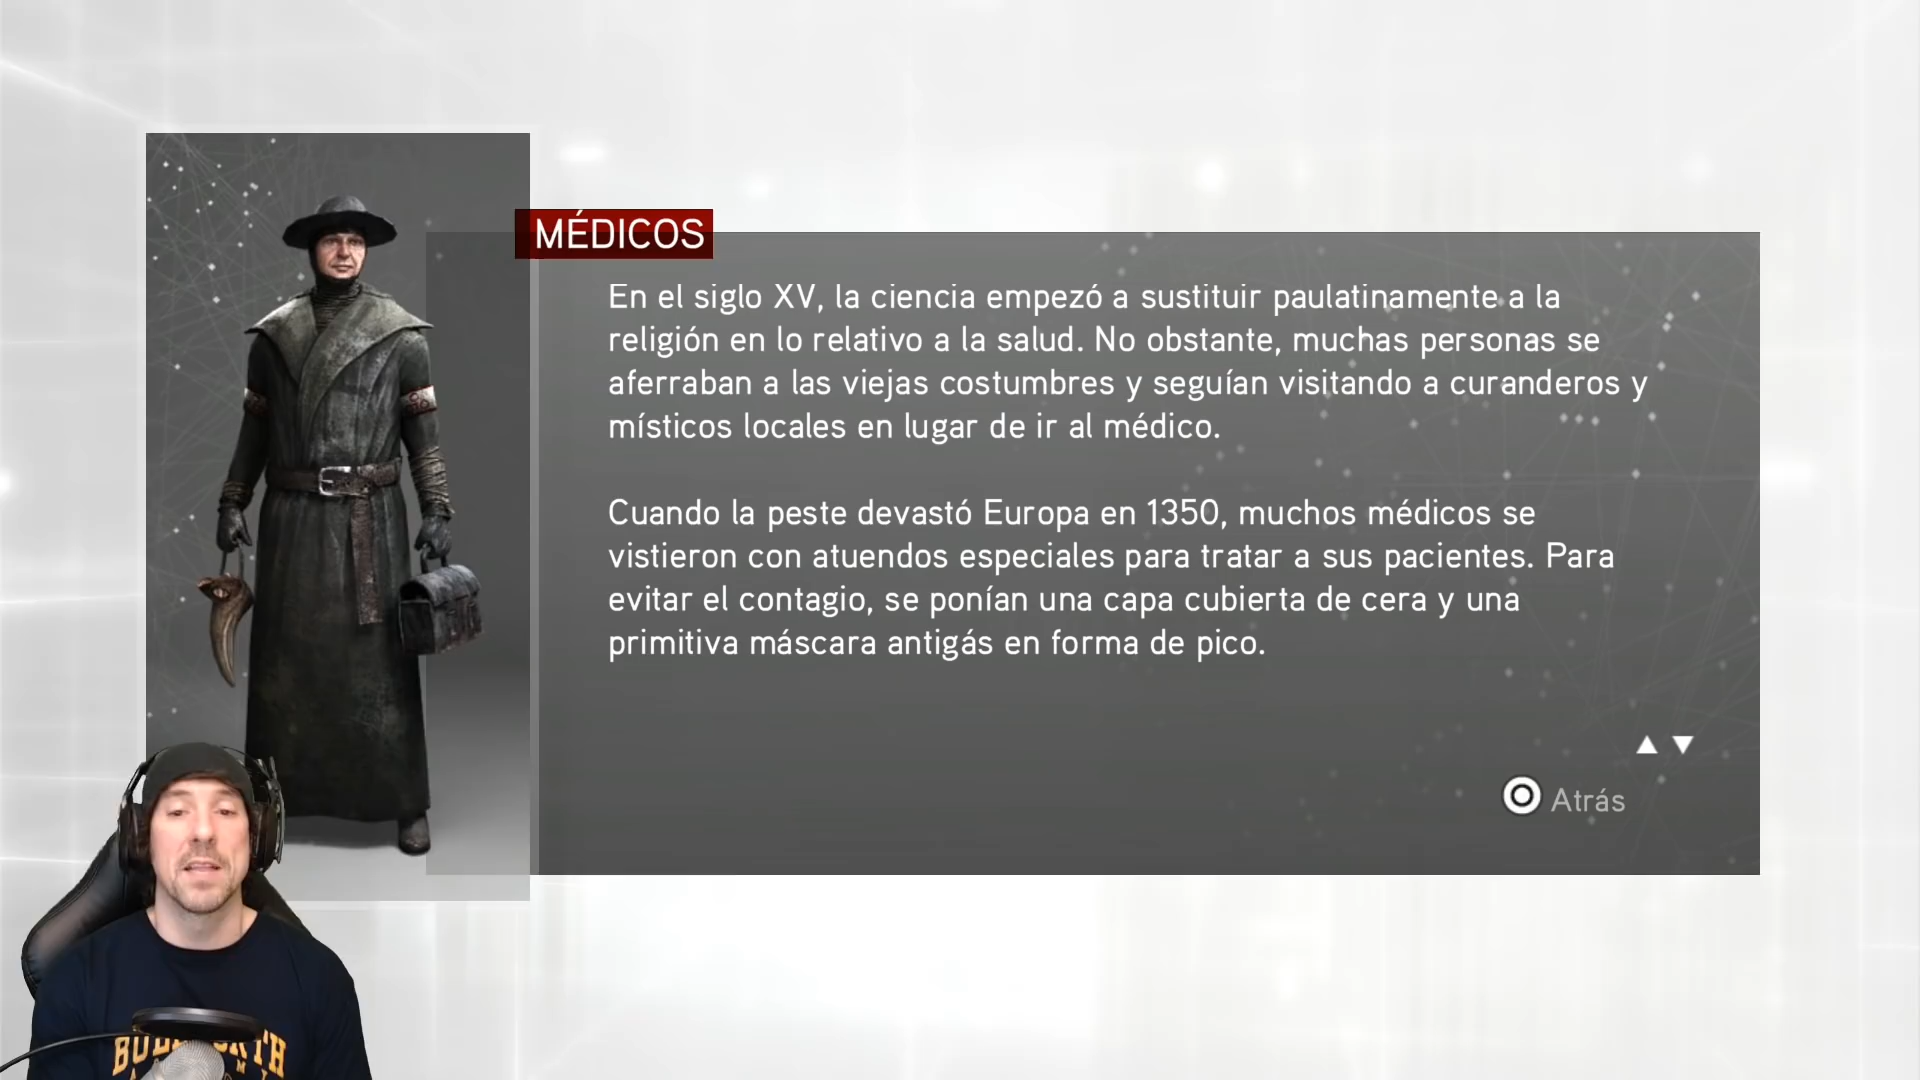 MÉDICOS
En el siglo XV, la ciencia empezó a sustituir paulatinamente a la
religión en lo relativo a la salud. No obstante, muchas personas se
aferraban a las viejas costumbres y seguían visitando a curanderos y
místicos locales en lugar de ir al médico.
Cuando la peste devastó Europa en 1350, muchos médicos se
vistieron con atuendos especiales para tratar a sus pacientes. Para
evitar el contagio, se ponían una capa cubierta de cera y una
primitiva máscara antigás en forma de pico.
Atrás